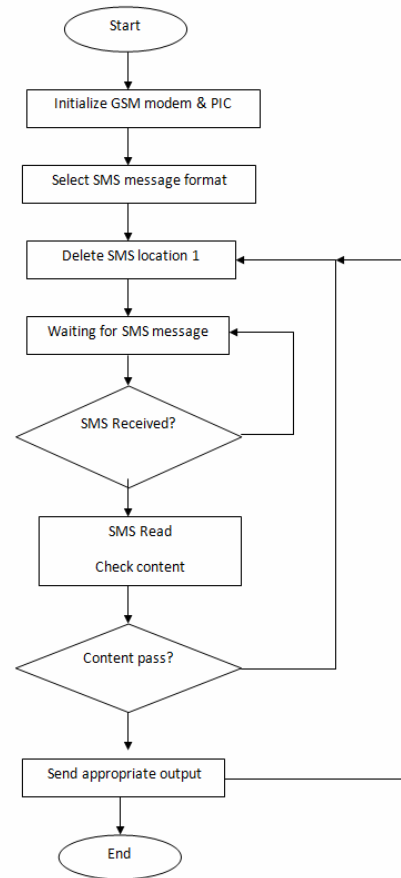 Start
Initialize GSM modem & PIC
Select SMS message format
Delete SMS location 1
Waiting for SMS message
SMS Received?
SMS Read
Check content
Content pass?
Send appropriate output
End